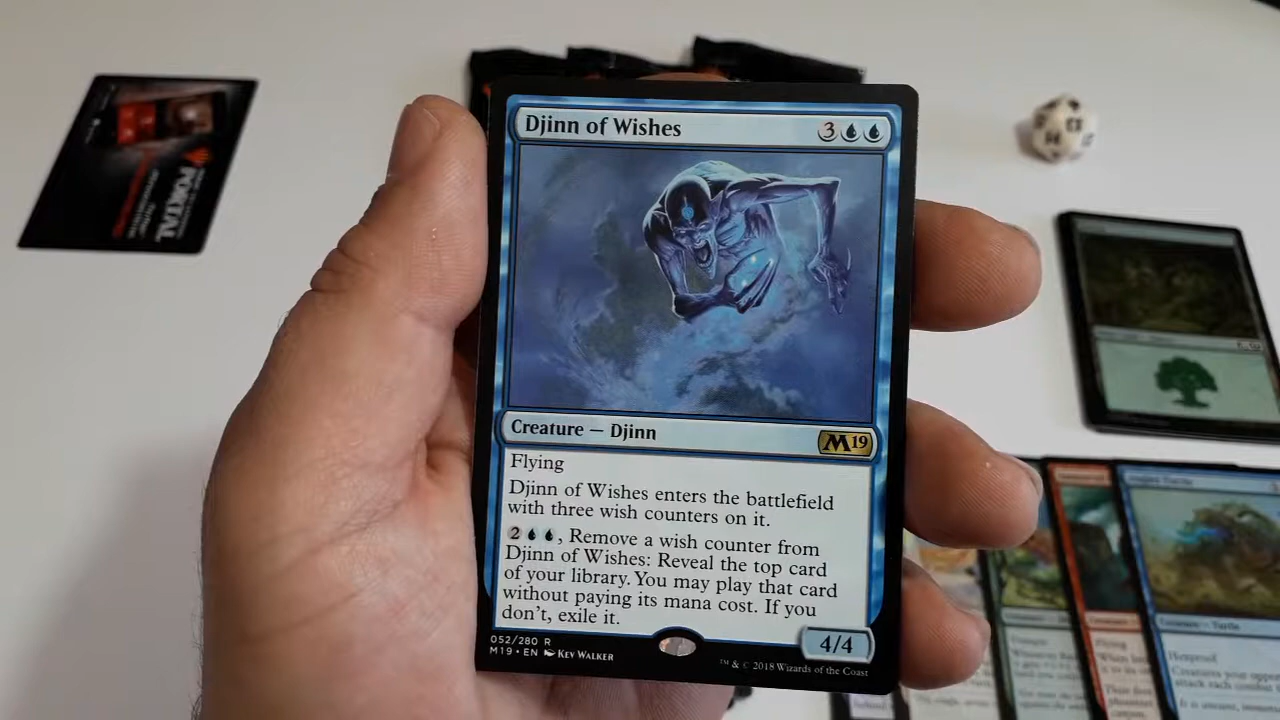 Djinn of Wishes 3
Creature — Djinn M19
Flying
Djinn of Wishes enters the battlefield
with three wish counters on it.
2, Remove a wish counter from
Djinn of Wishes: Reveal the top card
of your library. You may play that card
without paying its mana cost. If you
don't, exile it.
4/4
052/280 R
M19 • EN Kev Walker
™ & © 2018 Wizards of the Coast
PORTAL
Hexproof